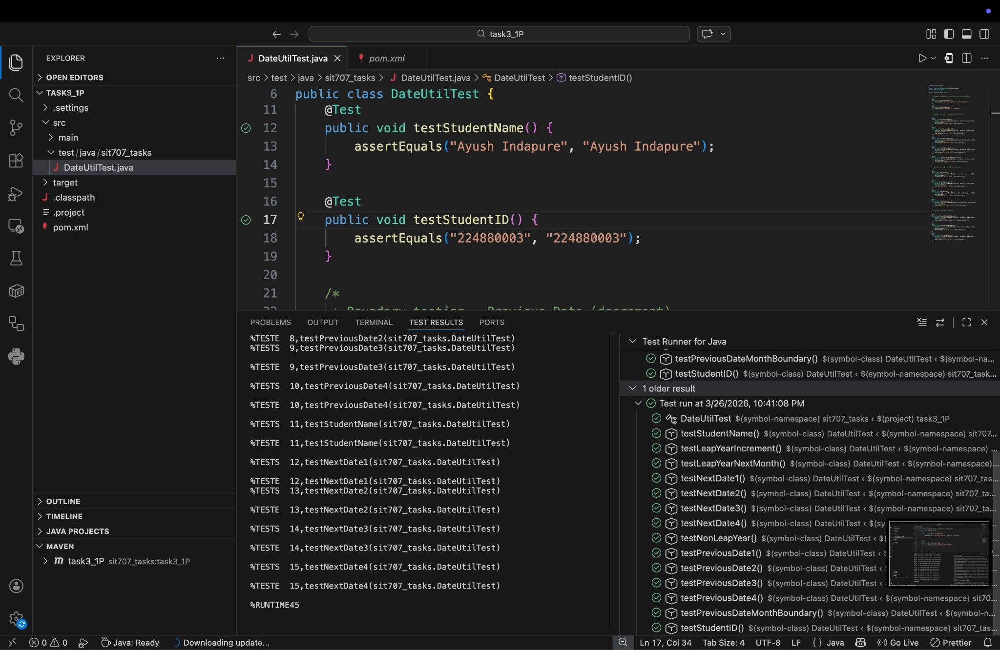 task3_1P
EXPLORER
OPEN EDITORS
TASK3_1P
.settings
src
main
test/java/sit707_tasks
DateUtilTest.java
target
.classpath
.project
pom.xml
OUTLINE
TIMELINE
JAVA PROJECTS
MAVEN
task3_1P sit707_tasks:task3_1P
DateUtilTest.java
pom.xml
src > test > java > sit707_tasks > DateUtilTest.java > DateUtilTest > testStudentID()
6 public class DateUtilTest {
11 @Test
12 public void testStudentName() {
13 assertEquals("Ayush Indapure", "Ayush Indapure");
14 }
15
16 @Test
17 public void testStudentID() {
18 assertEquals("224880003", "224880003");
19 }
20
21 /*
22 * Boundary testing - Previous Date (decrement)
PROBLEMS OUTPUT TERMINAL TEST RESULTS PORTS
%TESTE 8,testPreviousDate2(sit707_tasks.DateUtilTest)
%TESTS 9,testPreviousDate3(sit707_tasks.DateUtilTest)
%TESTE 9,testPreviousDate3(sit707_tasks.DateUtilTest)
%TESTS 10,testPreviousDate4(sit707_tasks.DateUtilTest)
%TESTE 10,testPreviousDate4(sit707_tasks.DateUtilTest)
%TESTS 11,testStudentName(sit707_tasks.DateUtilTest)
%TESTE 11,testStudentName(sit707_tasks.DateUtilTest)
%TESTS 12,testNextDate1(sit707_tasks.DateUtilTest)
%TESTE 12,testNextDate1(sit707_tasks.DateUtilTest)
%TESTS 13,testNextDate2(sit707_tasks.DateUtilTest)
%TESTE 13,testNextDate2(sit707_tasks.DateUtilTest)
%TESTS 14,testNextDate3(sit707_tasks.DateUtilTest)
%TESTE 14,testNextDate3(sit707_tasks.DateUtilTest)
%TESTS 15,testNextDate4(sit707_tasks.DateUtilTest)
%TESTE 15,testNextDate4(sit707_tasks.DateUtilTest)
%RUNTIME45
Test Runner for Java
testPreviousDateMonthBoundary() $(symbol-class) DateUtilTest ‹ $(symbol-na...
testStudentID() $(symbol-class) DateUtilTest ‹ $(symbol-namespace) sit707_task...
1 older result
Test run at 3/26/2026, 10:41:08 PM
DateUtilTest $(symbol-namespace) sit707_tasks ‹ $(project) task3_1P
testStudentName() $(symbol-class) DateUtilTest ‹ $(symbol-namespace) sit707...
testLeapYearIncrement() $(symbol-class) DateUtilTest ‹ $(symbol-namespace) ...
testLeapYearNextMonth() $(symbol-class) DateUtilTest ‹ $(symbol-namespace)...
testNextDate1() $(symbol-class) DateUtilTest ‹ $(symbol-namespace) sit707_tas...
testNextDate2() $(symbol-class) DateUtilTest ‹ $(symbol-namespace) sit707_ta...
testNextDate3() $(symbol-class) DateUtilTest ‹ $(symbol-namespace) sit707_ta...
testNextDate4() $(symbol-class) DateUtilTest ‹ $(sy
testNonLeapYear() $(symbol-class) DateUtilTest ‹ $(
testPreviousDate1() $(symbol-class) DateUtilTest ‹ $
testPreviousDate2() $(symbol-class) DateUtilTest ‹
testPreviousDate3() $(symbol-class) DateUtilTest ‹
testPreviousDate4() $(symbol-class) DateUtilTest ‹ $(symbol-namespace) sit70...
testPreviousDateMonthBoundary() $(symbol-class) DateUtilTest ‹ $(symbol-n...
testStudentID() $(symbol-class) DateUtilTest ‹ $(symbol-namespace) sit707_tas...
0 0 Java: Ready Downloading update... Ln 17, Col 34 Tab Size: 4 UTF-8 LF {} Java Go Live Prettier